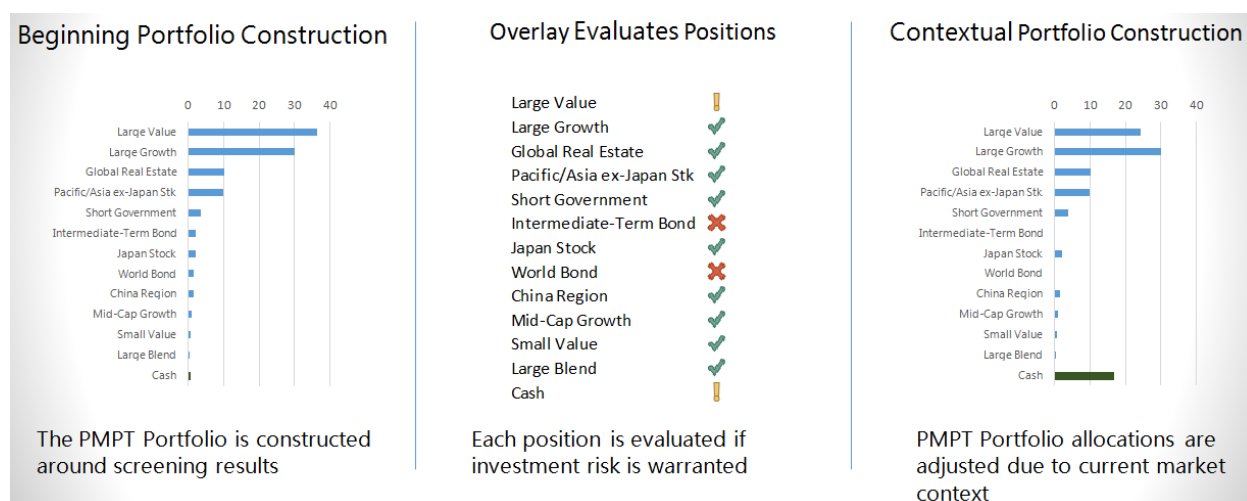 Beginning Portfolio Construction
0 10 20 30 40
Large Value
Large Growth
Global Real Estate
Pacific/Asia ex-Japan Stk
Short Government
Intermediate-Term Bond
Japan Stock
World Bond
China Region
Mid-Cap Growth
Small Value
Large Blend
Cash
The PMPT Portfolio is constructed
around screening results
Overlay Evaluates Positions
Large Value
Large Growth
Global Real Estate
Pacific/Asia ex-Japan Stk
Short Government
Intermediate-Term Bond
Japan Stock
World Bond
China Region
Mid-Cap Growth
Small Value
Large Blend
Cash
Each position is evaluated if
investment risk is warranted
Contextual Portfolio Construction
0 10 20 30 40
Large Value
Large Growth
Global Real Estate
Pacific/Asia ex-Japan Stk
Short Government
Intermediate-Term Bond
Japan Stock
World Bond
China Region
Mid-Cap Growth
Small Value
Large Blend
Cash
PMPT Portfolio allocations are
adjusted due to current market
context